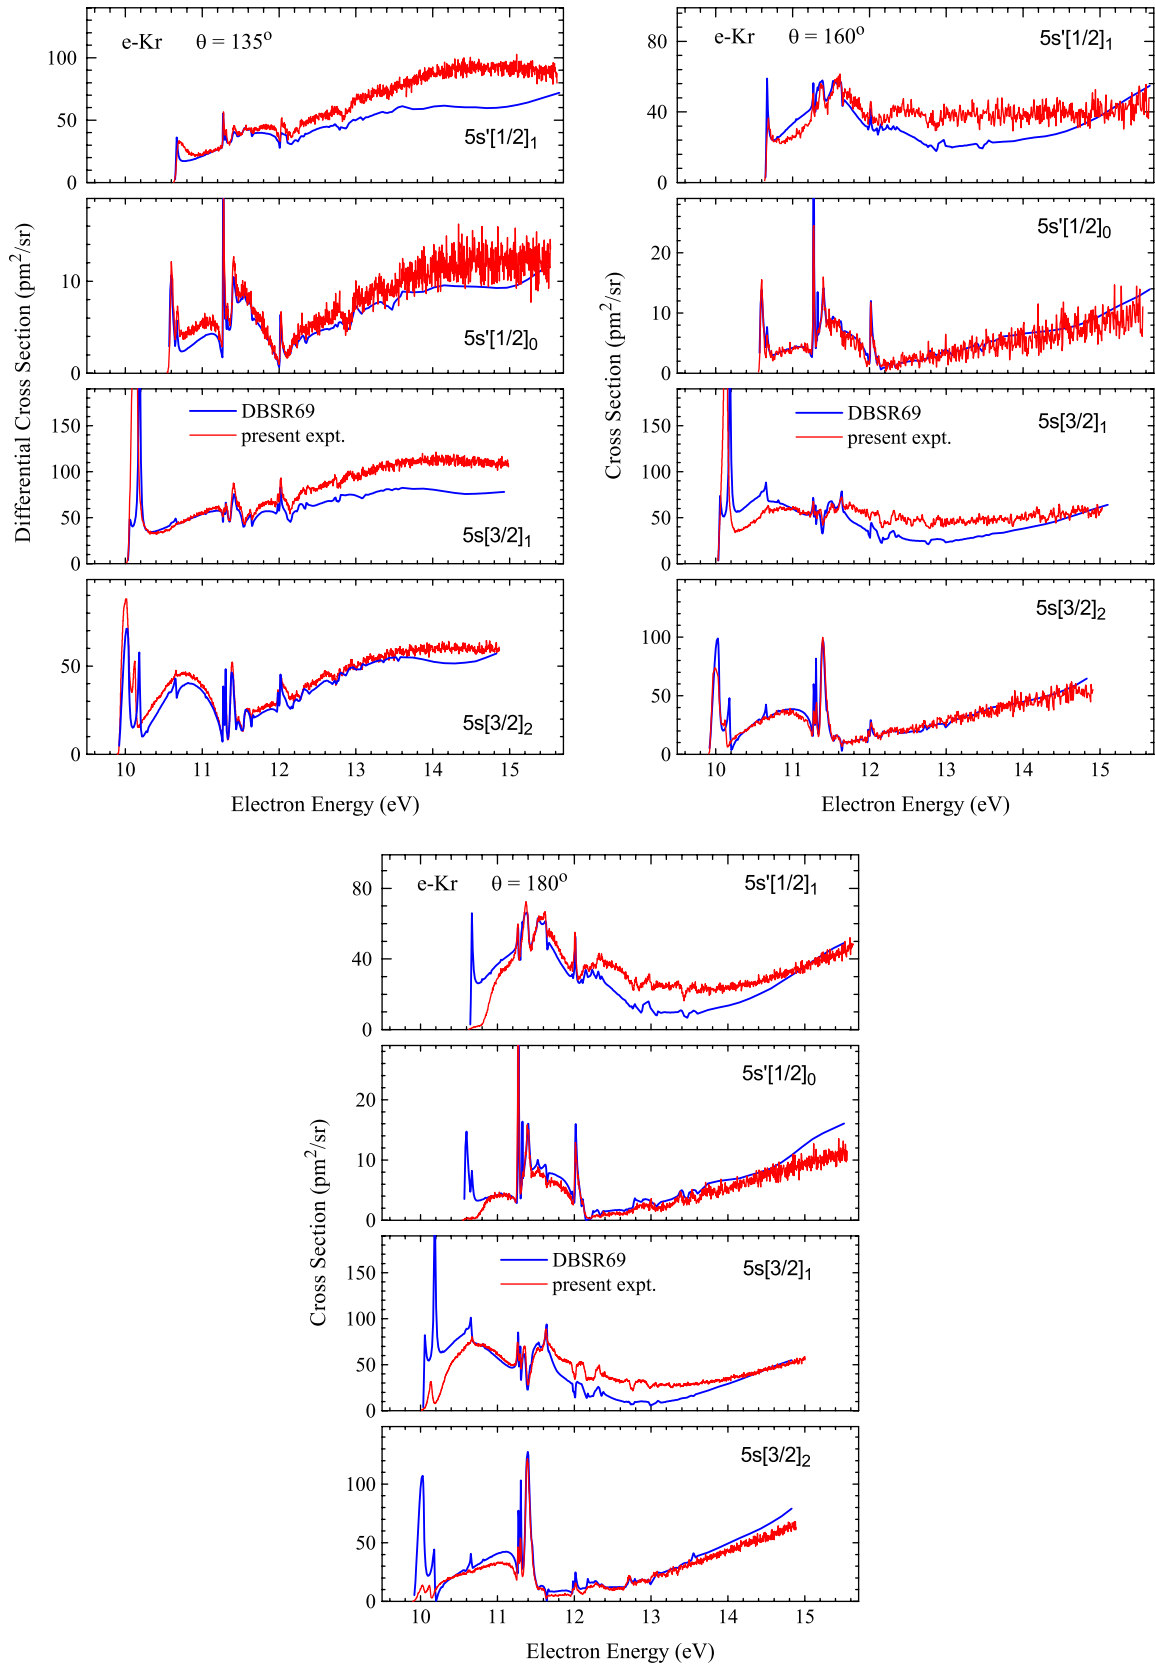 e-Kr θ = 135°
5s'[1/2]₁
100
50
0
5s'[1/2]₀
10
0
DBSR69
present expt.
5s[3/2]₁
150
100
50
0
5s[3/2]₂
50
0
10 11 12 13 14 15
Electron Energy (eV)
Differential Cross Section (pm²/sr)
e-Kr θ = 160°
5s'[1/2]₁
80
40
0
5s'[1/2]₀
20
10
0
DBSR69
present expt.
5s[3/2]₁
150
100
50
0
5s[3/2]₂
100
50
0
10 11 12 13 14 15
Electron Energy (eV)
Cross Section (pm²/sr)
e-Kr θ = 180°
5s'[1/2]₁
80
40
0
5s'[1/2]₀
20
10
0
DBSR69
present expt.
5s[3/2]₁
150
100
50
0
5s[3/2]₂
100
50
0
10 11 12 13 14 15
Electron Energy (eV)
Cross Section (pm²/sr)